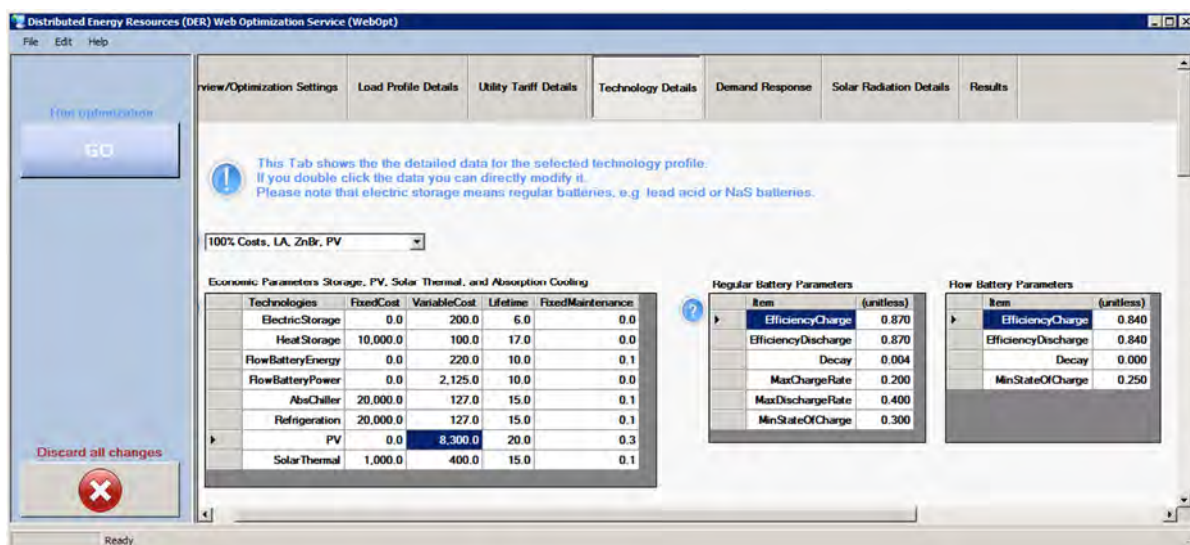 Distributed Energy Resources (DER) Web Optimization Service (WebOpt)
File Edit Help
rview/Optimization Settings Load Profile Details Utility Tariff Details Technology Details Demand Response Solar Radiation Details Results
Run optimization
GO
This Tab shows the the detailed data for the selected technology profile.
If you double click the data you can directly modify it.
Please note that electric storage means regular batteries, e.g. lead acid or NaS batteries.
100% Costs, LA, ZnBr, PV
Economic Parameters Storage, PV, Solar Thermal, and Absorption Cooling
Technologies FixedCost VariableCost Lifetime FixedMaintenance
ElectricStorage 0.0 200.0 6.0 0.0
HeatStorage 10,000.0 100.0 17.0 0.0
FlowBatteryEnergy 0.0 220.0 10.0 0.1
FlowBatteryPower 0.0 2,125.0 10.0 0.0
AbsChiller 20,000.0 127.0 15.0 0.1
Refrigeration 20,000.0 127.0 15.0 0.1
PV 0.0 8,300.0 20.0 0.3
SolarThermal 1,000.0 400.0 15.0 0.1
Regular Battery Parameters
Item (unitless)
EfficiencyCharge 0.870
EfficiencyDischarge 0.870
Decay 0.004
MaxChargeRate 0.200
MaxDischargeRate 0.400
MinStateOfCharge 0.300
Flow Battery Parameters
Item (unitless)
EfficiencyCharge 0.840
EfficiencyDischarge 0.840
Decay 0.000
MinStateOfCharge 0.250
Discard all changes
Ready